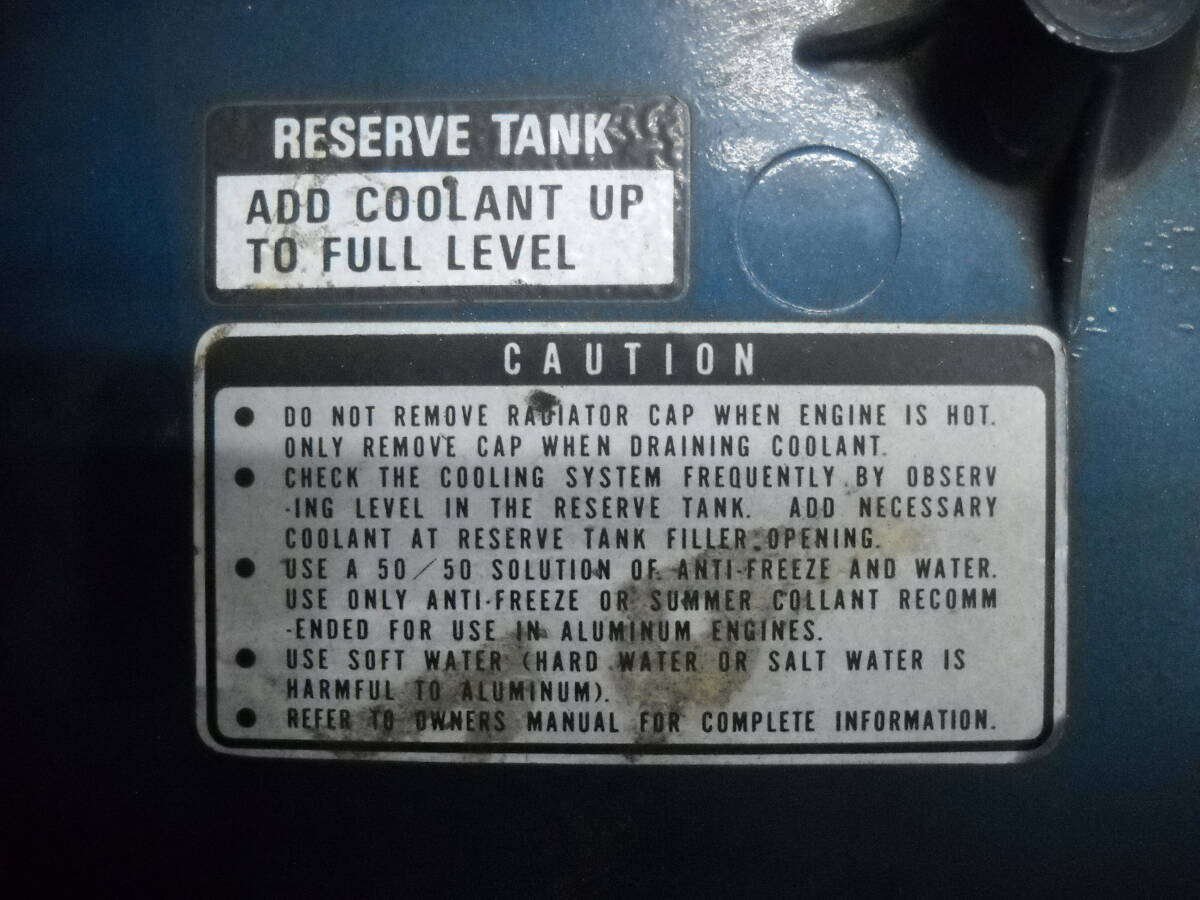 RESERVE TANK
ADD COOLANT UP
TO FULL LEVEL
CAUTION
● DO NOT REMOVE RADIATOR CAP WHEN ENGINE IS HOT.
ONLY REMOVE CAP WHEN DRAINING COOLANT.
● CHECK THE COOLING SYSTEM FREQUENTLY BY OBSERV
-ING LEVEL IN THE RESERVE TANK. ADD NECESSARY
COOLANT AT RESERVE TANK FILLER OPENING.
● USE A 50/50 SOLUTION OF ANTI-FREEZE AND WATER.
USE ONLY ANTI-FREEZE OR SUMMER COLLANT RECOMM
-ENDED FOR USE IN ALUMINUM ENGINES.
● USE SOFT WATER (HARD WATER OR SALT WATER IS
HARMFUL TO ALUMINUM).
● REFER TO OWNERS MANUAL FOR COMPLETE INFORMATION.